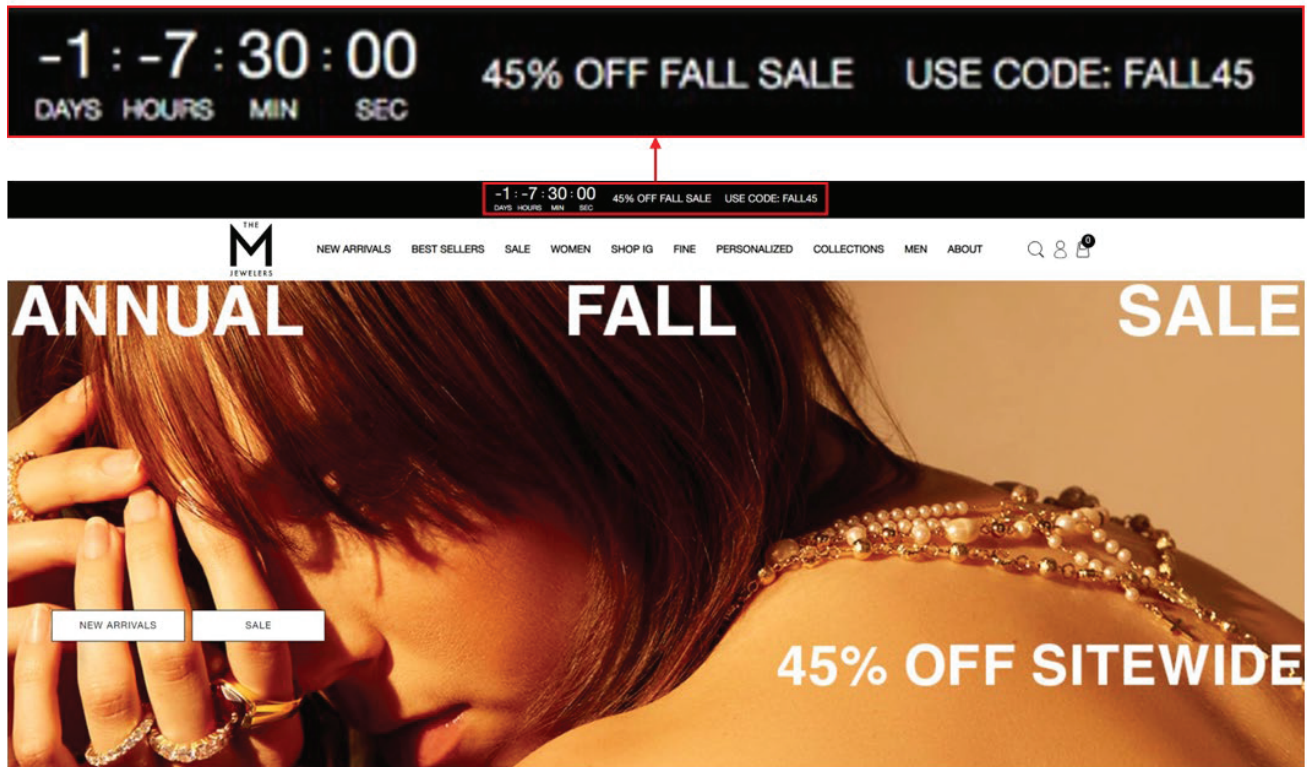 -1 : -7 : 30 : 00 45% OFF FALL SALE USE CODE: FALL45
DAYS HOURS MIN SEC
-1 : -7 : 30 : 00 45% OFF FALL SALE USE CODE: FALL45
DAYS HOURS MIN SEC
THE
M
JEWELERS
NEW ARRIVALS BEST SELLERS SALE WOMEN SHOP IG FINE PERSONALIZED COLLECTIONS MEN ABOUT 0
ANNUAL FALL SALE
NEW ARRIVALS SALE
45% OFF SITEWIDE